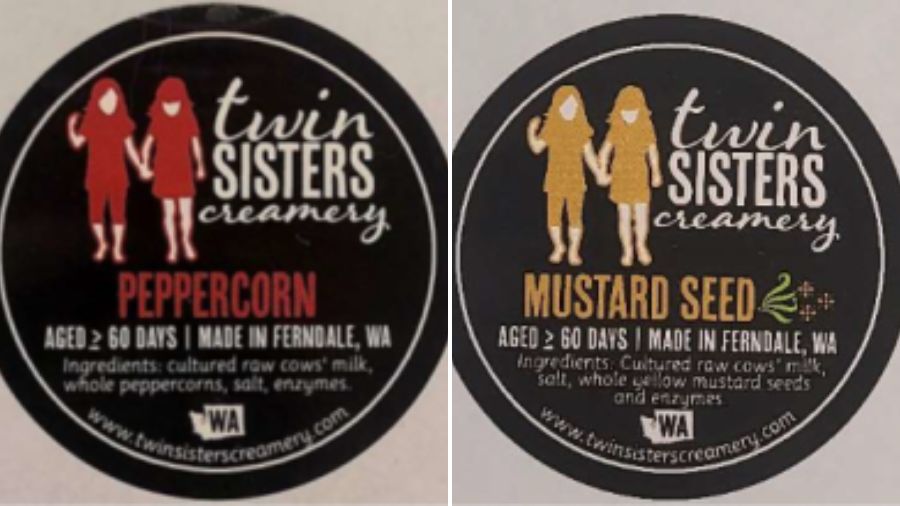 twin
SISTERS
creamery
PEPPERCORN
AGED ≥ 60 DAYS | MADE IN FERNDALE, WA
Ingredients: cultured raw cows' milk,
whole peppercorns, salt, enzymes.
WA
www.twinsisterscreamery.com
twin
SISTERS
creamery
MUSTARD SEED
AGED ≥ 60 DAYS | MADE IN FERNDALE, WA
Ingredients: Cultured raw cows' milk,
salt, whole yellow mustard seeds
and enzymes
WA
www.twinsisterscreamery.com